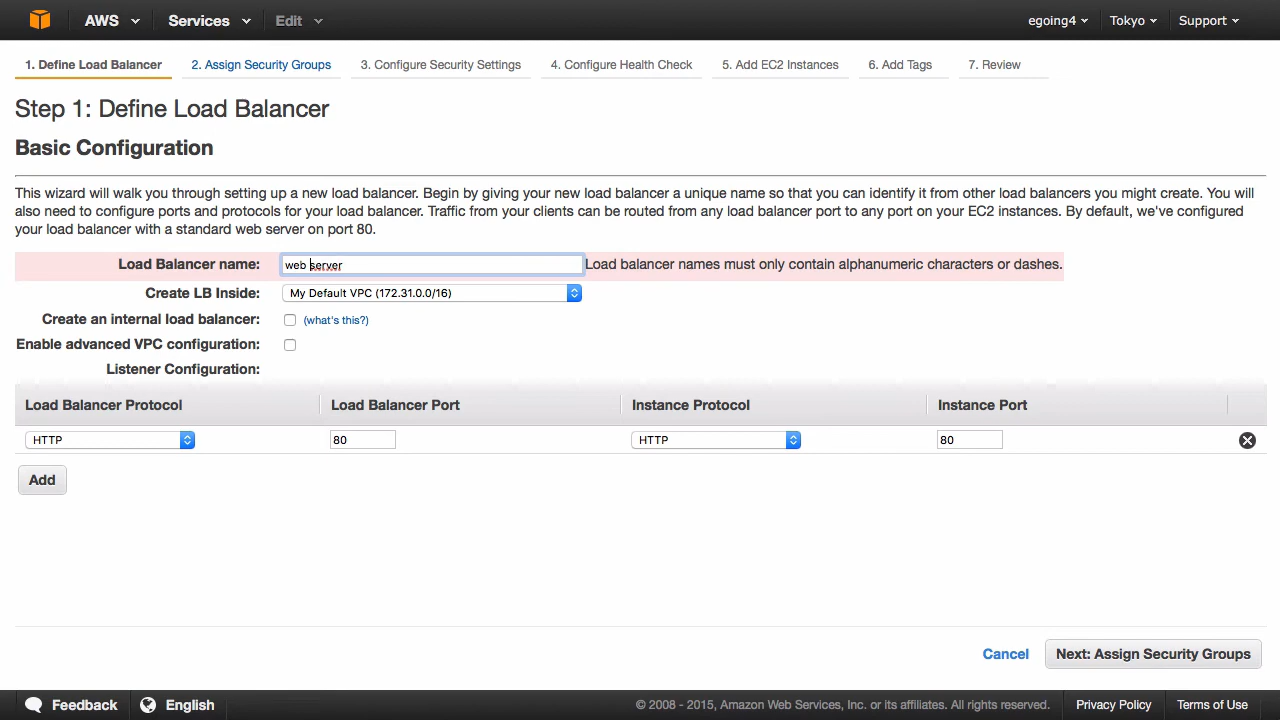 AWS Services Edit egoing4 Tokyo Support
1. Define Load Balancer 2. Assign Security Groups 3. Configure Security Settings 4. Configure Health Check 5. Add EC2 Instances 6. Add Tags 7. Review
Step 1: Define Load Balancer
Basic Configuration
This wizard will walk you through setting up a new load balancer. Begin by giving your new load balancer a unique name so that you can identify it from other load balancers you might create. You will
also need to configure ports and protocols for your load balancer. Traffic from your clients can be routed from any load balancer port to any port on your EC2 instances. By default, we've configured
your load balancer with a standard web server on port 80.
Load Balancer name: web server Load balancer names must only contain alphanumeric characters or dashes.
Create LB Inside: My Default VPC (172.31.0.0/16)
Create an internal load balancer: (what's this?)
Enable advanced VPC configuration:
Listener Configuration:
Load Balancer Protocol Load Balancer Port Instance Protocol Instance Port
HTTP 80 HTTP 80
Add
Cancel Next: Assign Security Groups
Feedback English © 2008 - 2015, Amazon Web Services, Inc. or its affiliates. All rights reserved. Privacy Policy Terms of Use